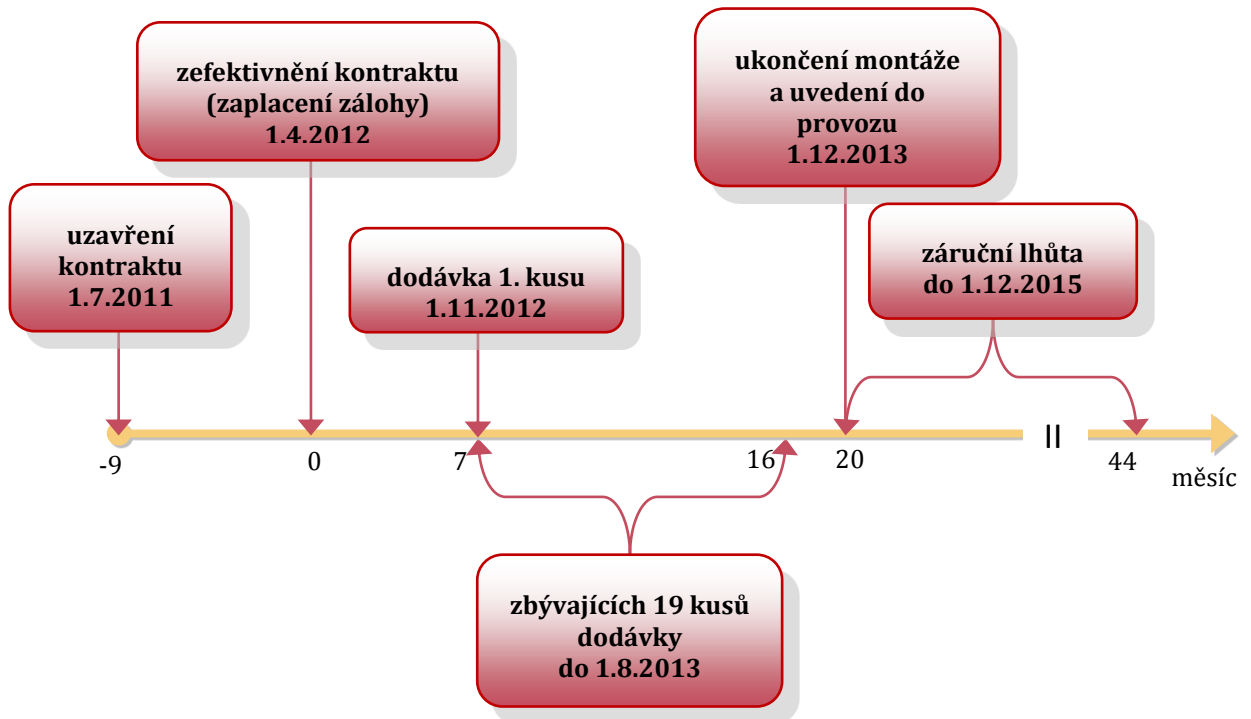 zefektivnění kontraktu
(zaplacení zálohy)
1.4.2012
ukončení montáže
a uvedení do
provozu
1.12.2013
uzavření
kontraktu
1.7.2011
dodávka 1. kusu
1.11.2012
záruční lhůta
do 1.12.2015
-9
0
7
16
20
44
měsíc
zbývajících 19 kusů
dodávky
do 1.8.2013